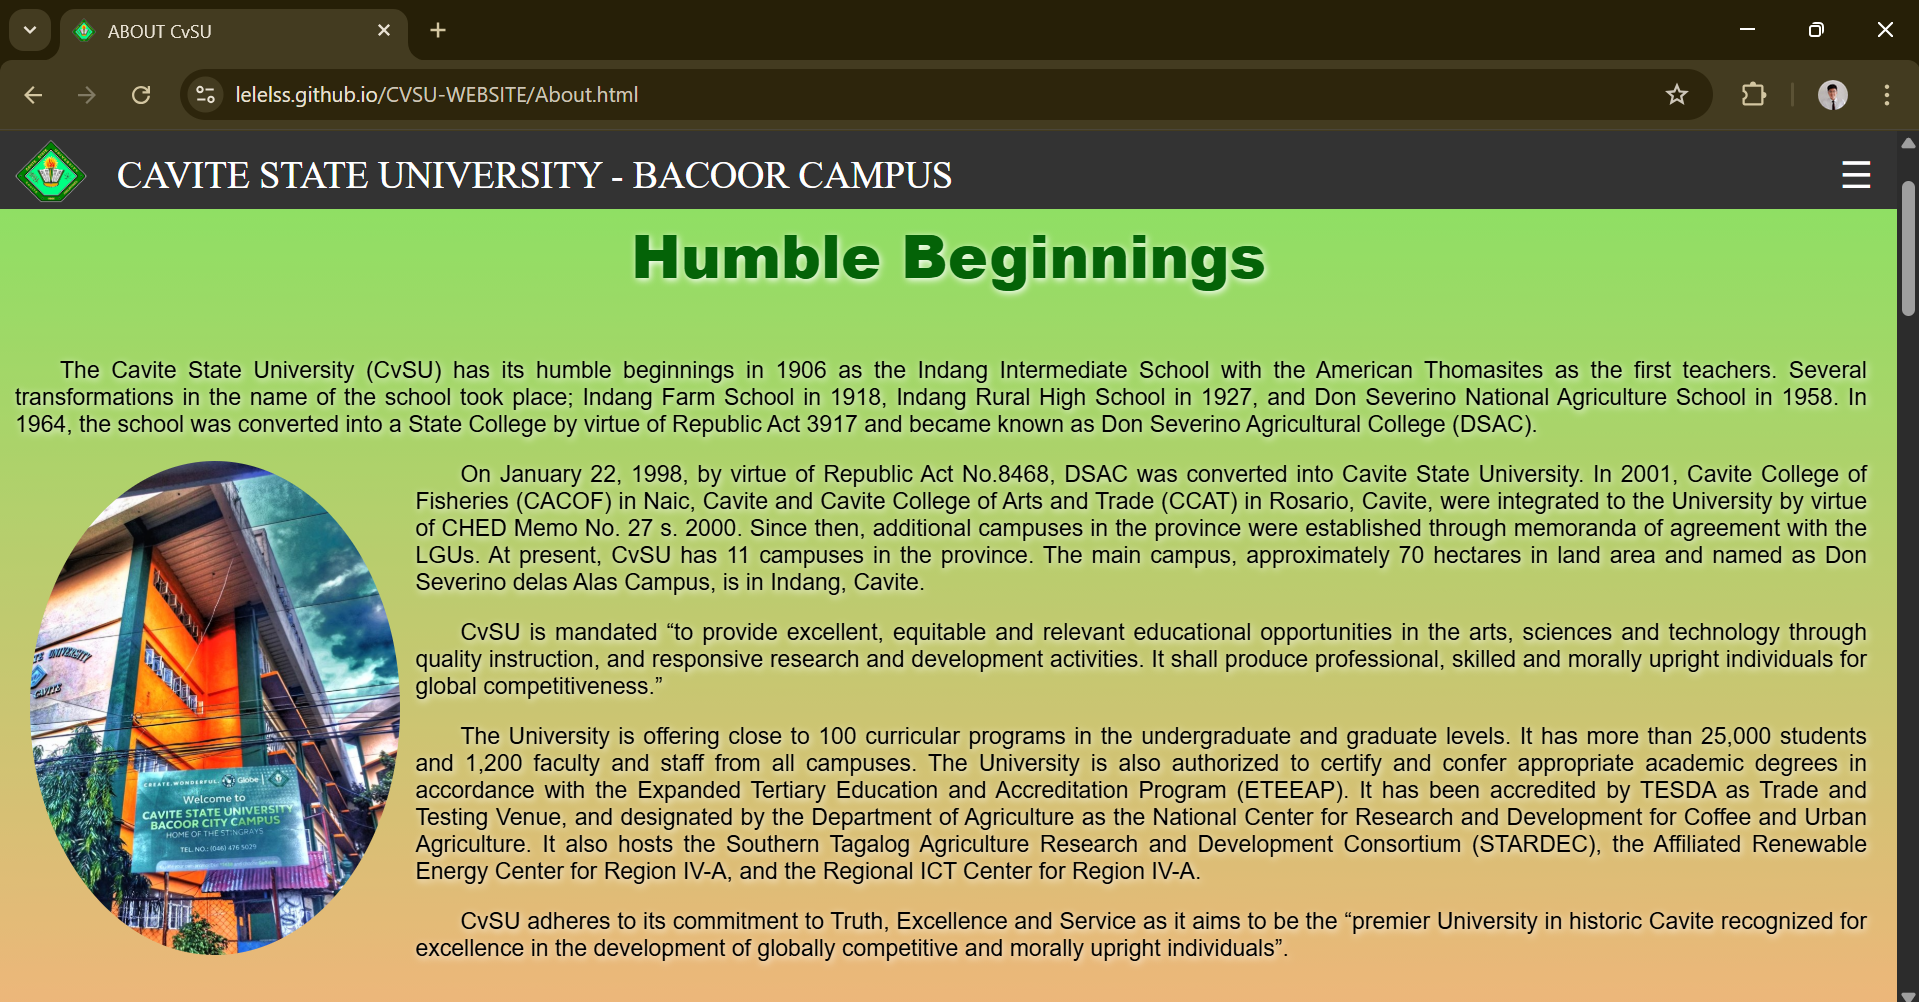 ABOUT CvSU
lelelss.github.io/CVSU-WEBSITE/About.html
CAVITE STATE UNIVERSITY - BACOOR CAMPUS
Humble Beginnings
The Cavite State University (CvSU) has its humble beginnings in 1906 as the Indang Intermediate School with the American Thomasites as the first teachers. Several
transformations in the name of the school took place; Indang Farm School in 1918, Indang Rural High School in 1927, and Don Severino National Agriculture School in 1958. In
1964, the school was converted into a State College by virtue of Republic Act 3917 and became known as Don Severino Agricultural College (DSAC).
On January 22, 1998, by virtue of Republic Act No.8468, DSAC was converted into Cavite State University. In 2001, Cavite College of
Fisheries (CACOF) in Naic, Cavite and Cavite College of Arts and Trade (CCAT) in Rosario, Cavite, were integrated to the University by virtue
of CHED Memo No. 27 s. 2000. Since then, additional campuses in the province were established through memoranda of agreement with the
LGUs. At present, CvSU has 11 campuses in the province. The main campus, approximately 70 hectares in land area and named as Don
Severino delas Alas Campus, is in Indang, Cavite.
CvSU is mandated “to provide excellent, equitable and relevant educational opportunities in the arts, sciences and technology through
quality instruction, and responsive research and development activities. It shall produce professional, skilled and morally upright individuals for
global competitiveness.”
The University is offering close to 100 curricular programs in the undergraduate and graduate levels. It has more than 25,000 students
and 1,200 faculty and staff from all campuses. The University is also authorized to certify and confer appropriate academic degrees in
accordance with the Expanded Tertiary Education and Accreditation Program (ETEEAP). It has been accredited by TESDA as Trade and
Testing Venue, and designated by the Department of Agriculture as the National Center for Research and Development for Coffee and Urban
Agriculture. It also hosts the Southern Tagalog Agriculture Research and Development Consortium (STARDEC), the Affiliated Renewable
Energy Center for Region IV-A, and the Regional ICT Center for Region IV-A.
CvSU adheres to its commitment to Truth, Excellence and Service as it aims to be the “premier University in historic Cavite recognized for
excellence in the development of globally competitive and morally upright individuals”.
UNIVERSITY
CAVITE
CREATE.WONDERFUL. Globe
Welcome to
CAVITE STATE UNIVERSITY
BACOOR CITY CAMPUS
HOME OF THE STINGRAYS
TEL. NO.: (046) 476 5029